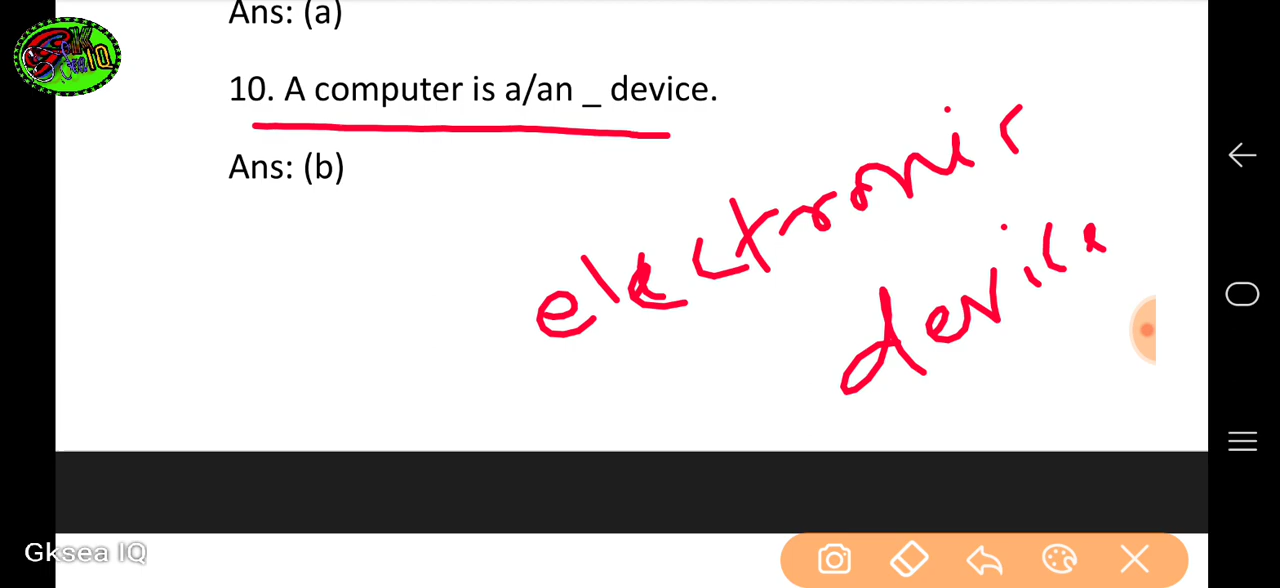 Ans: (a)
10. A computer is a/an _ device.
Ans: (b)
electronic
device
Gksea IQ